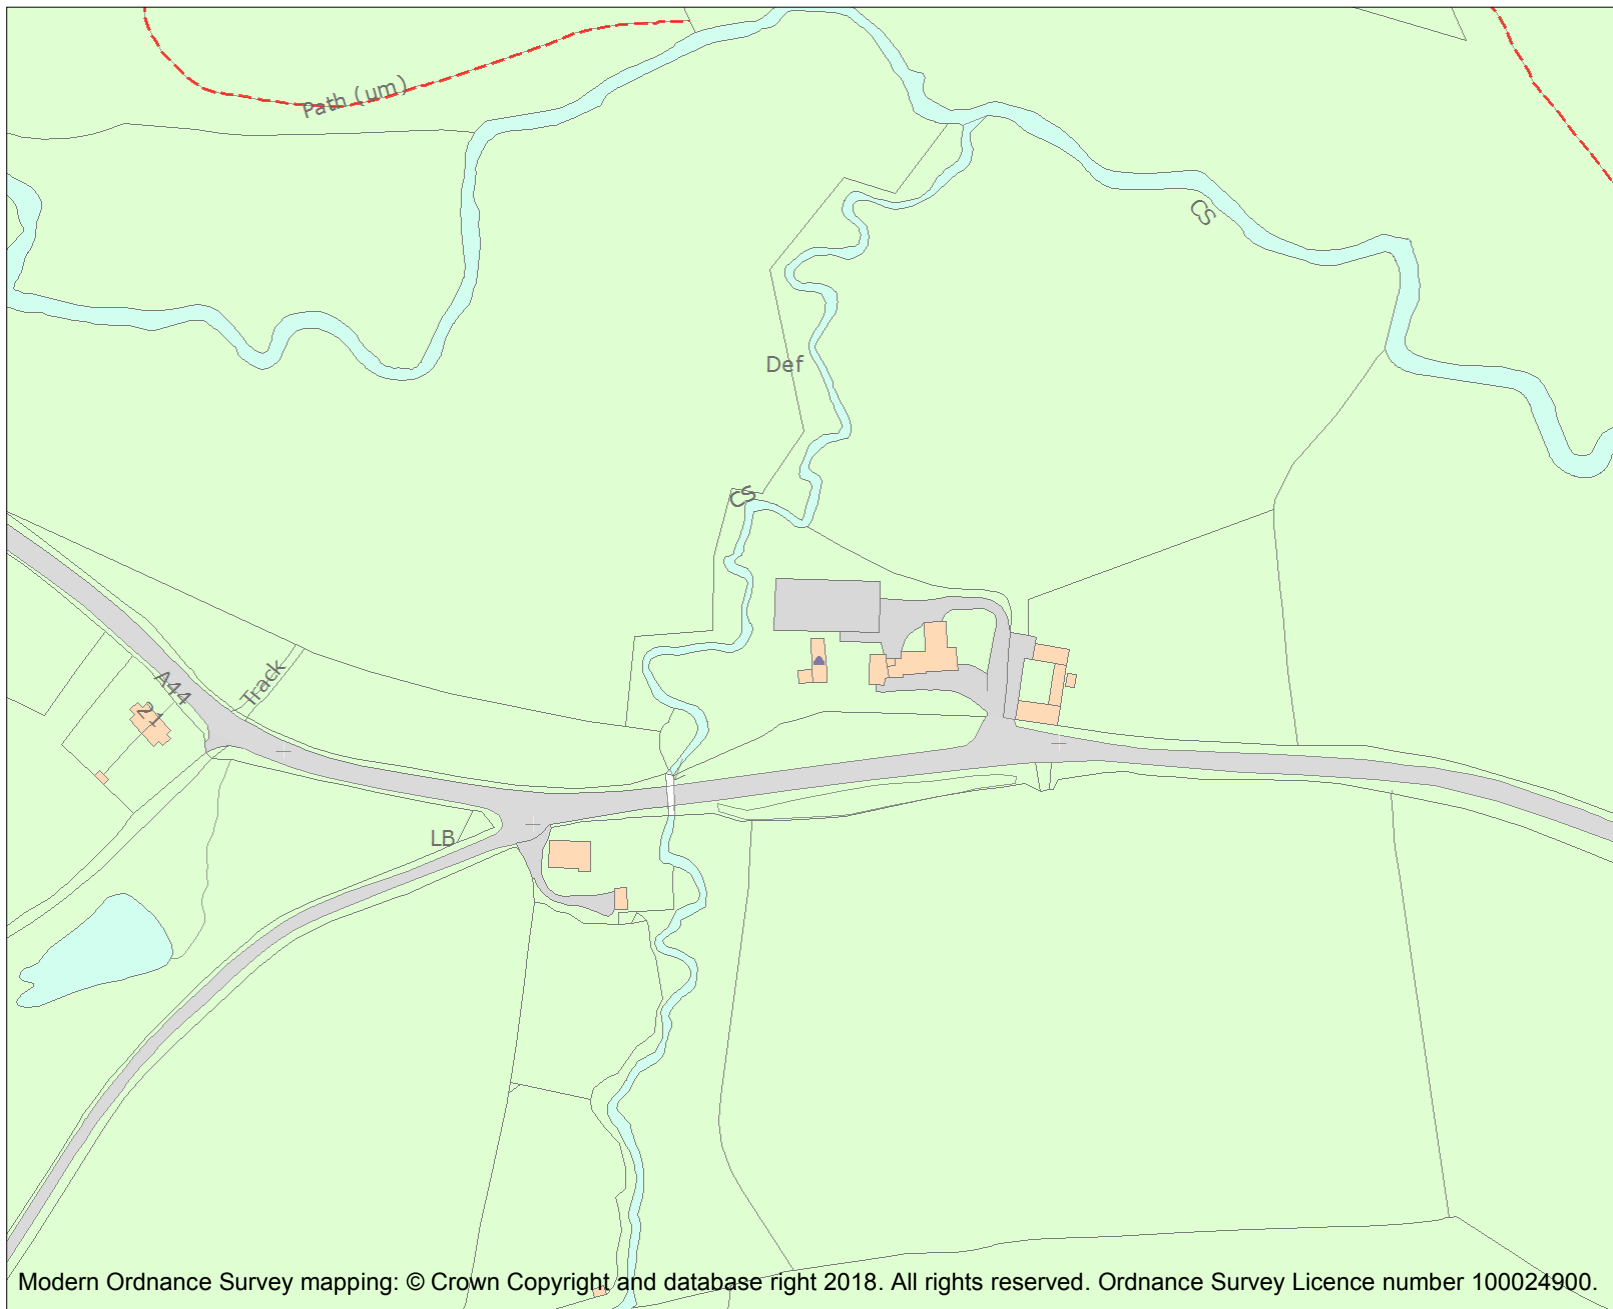 Path (um)
CS
Def
CS
A44
Track
21
LB
Modern Ordnance Survey mapping: © Crown Copyright and database right 2018. All rights reserved. Ordnance Survey Licence number 100024900.